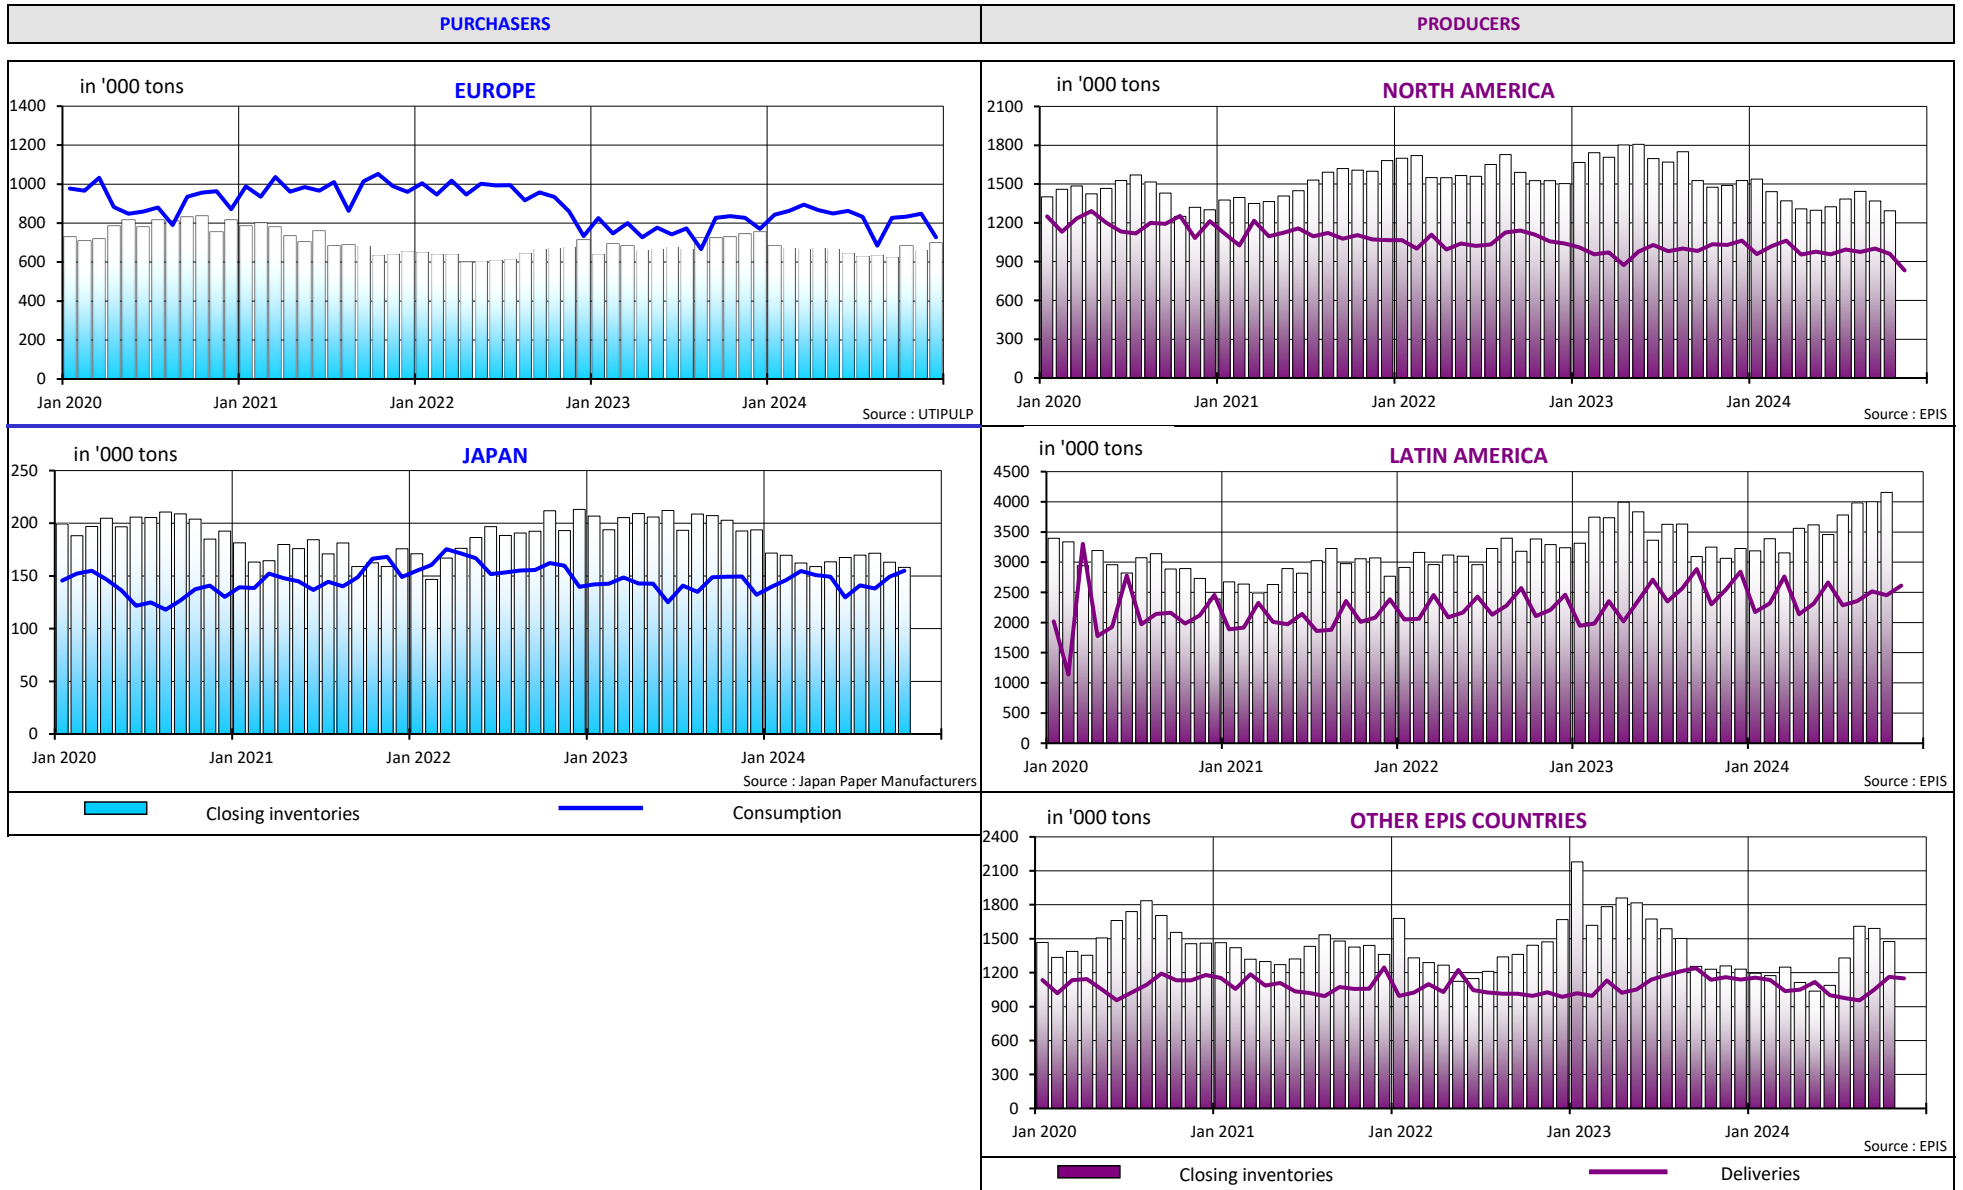 PURCHASERS
PRODUCERS
in '000 tons
EUROPE
1400
1200
1000
800
600
400
200
0
Jan 2020 Jan 2021 Jan 2022 Jan 2023 Jan 2024
Source : UTIPULP
in '000 tons
NORTH AMERICA
2100
1800
1500
1200
900
600
300
0
Jan 2020 Jan 2021 Jan 2022 Jan 2023 Jan 2024
Source : EPIS
in '000 tons
JAPAN
250
200
150
100
50
0
Jan 2020 Jan 2021 Jan 2022 Jan 2023 Jan 2024
Source : Japan Paper Manufacturers
Closing inventories Consumption
in '000 tons
LATIN AMERICA
4500
4000
3500
3000
2500
2000
1500
1000
500
0
Jan 2020 Jan 2021 Jan 2022 Jan 2023 Jan 2024
Source : EPIS
in '000 tons
OTHER EPIS COUNTRIES
2400
2100
1800
1500
1200
900
600
300
0
Jan 2020 Jan 2021 Jan 2022 Jan 2023 Jan 2024
Source : EPIS
Closing inventories Deliveries